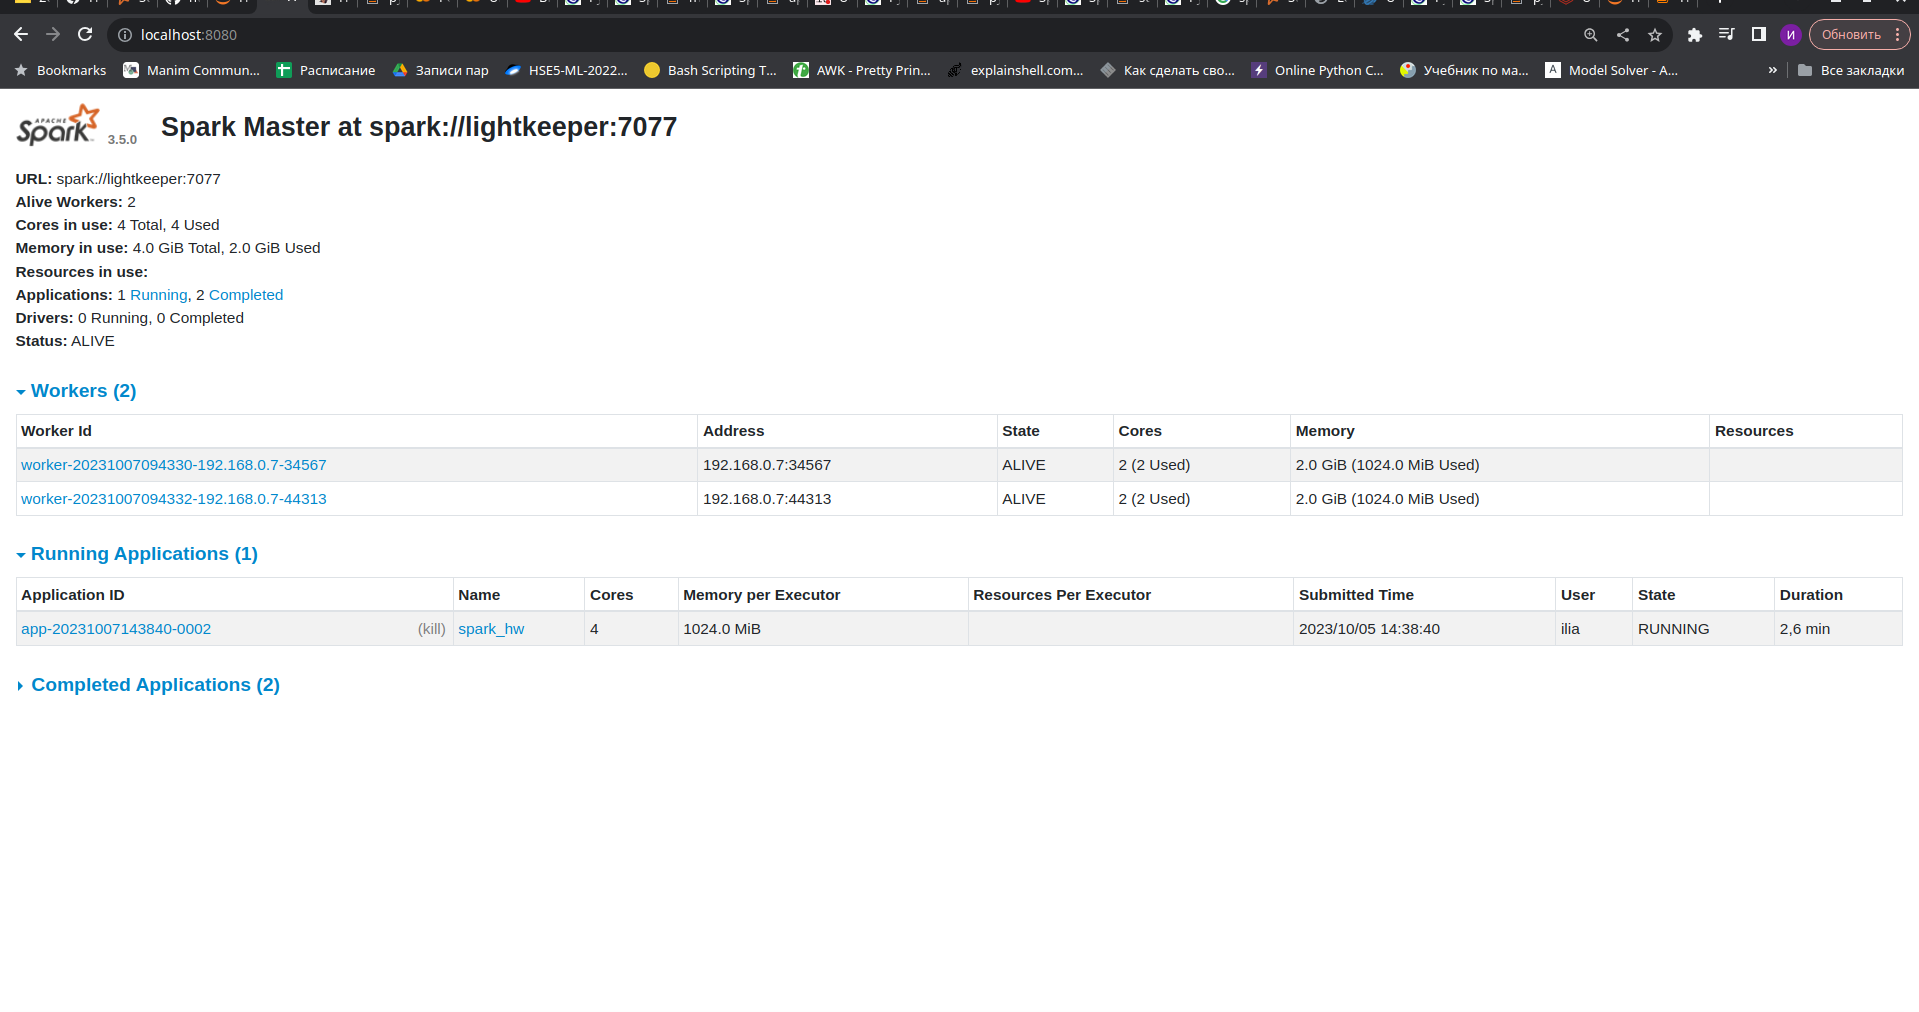 localhost:8080
Обновить
Bookmarks
Manim Commun...
Расписание
Записи пар
HSE5-ML-2022...
Bash Scripting T...
AWK - Pretty Prin...
explainshell.com...
Как сделать сво...
Online Python C...
Учебник по ма...
Model Solver - A...
»
Все закладки
APACHE Spark 3.5.0 Spark Master at spark://lightkeeper:7077
URL: spark://lightkeeper:7077
Alive Workers: 2
Cores in use: 4 Total, 4 Used
Memory in use: 4.0 GiB Total, 2.0 GiB Used
Resources in use:
Applications: 1 Running, 2 Completed
Drivers: 0 Running, 0 Completed
Status: ALIVE
Workers (2)
Worker Id Address State Cores Memory Resources
worker-20231007094330-192.168.0.7-34567 192.168.0.7:34567 ALIVE 2 (2 Used) 2.0 GiB (1024.0 MiB Used)
worker-20231007094332-192.168.0.7-44313 192.168.0.7:44313 ALIVE 2 (2 Used) 2.0 GiB (1024.0 MiB Used)
Running Applications (1)
Application ID Name Cores Memory per Executor Resources Per Executor Submitted Time User State Duration
app-20231007143840-0002 (kill) spark_hw 4 1024.0 MiB 2023/10/05 14:38:40 ilia RUNNING 2,6 min
Completed Applications (2)